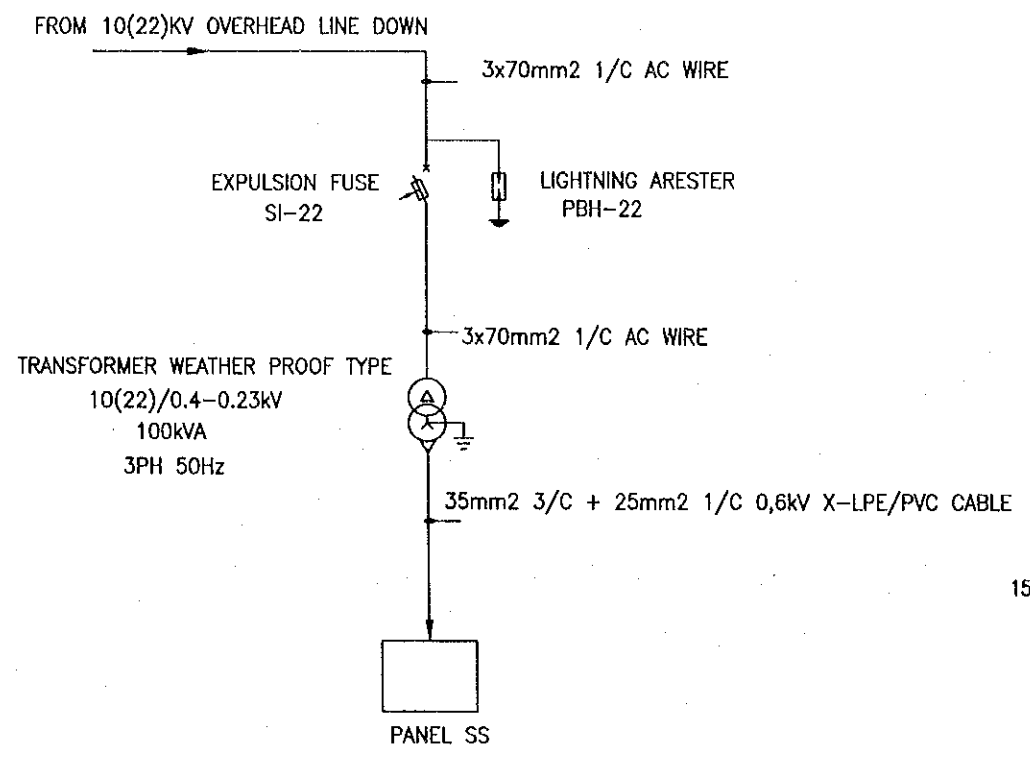 FROM 10(22)KV OVERHEAD LINE DOWN
3x70mm2 1/C AC WIRE
EXPULSION FUSE
SI-22
LIGHTNING ARESTER
PBH-22
3x70mm2 1/C AC WIRE
TRANSFORMER WEATHER PROOF TYPE
10(22)/0.4-0.23kV
100kVA
3PH 50Hz
35mm2 3/C + 25mm2 1/C 0,6kV X-LPE/PVC CABLE
15
PANEL SS